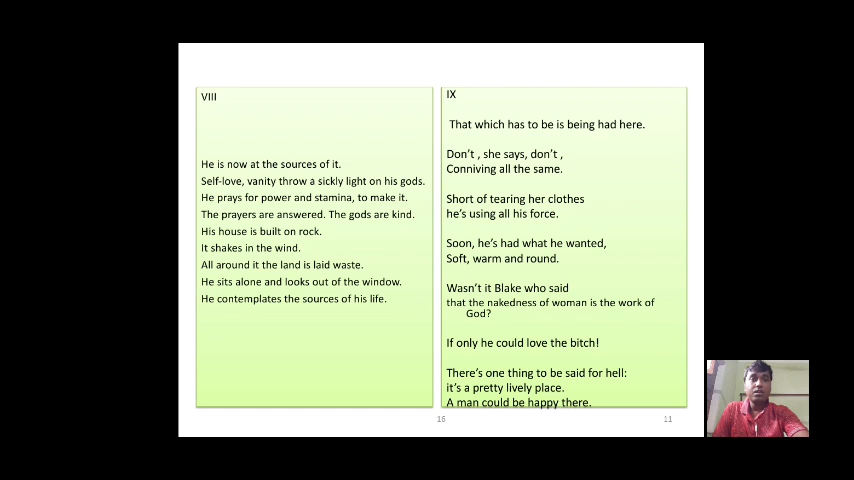 VIII
He is now at the sources of it.
Self-love, vanity throw a sickly light on his gods.
He prays for power and stamina, to make it.
The prayers are answered. The gods are kind.
His house is built on rock.
It shakes in the wind.
All around it the land is laid waste.
He sits alone and looks out of the window.
He contemplates the sources of his life.
IX
That which has to be is being had here.
Don’t , she says, don’t ,
Conniving all the same.
Short of tearing her clothes
he’s using all his force.
Soon, he’s had what he wanted,
Soft, warm and round.
Wasn’t it Blake who said
that the nakedness of woman is the work of
God?
If only he could love the bitch!
There’s one thing to be said for hell:
it’s a pretty lively place.
A man could be happy there.
16
11